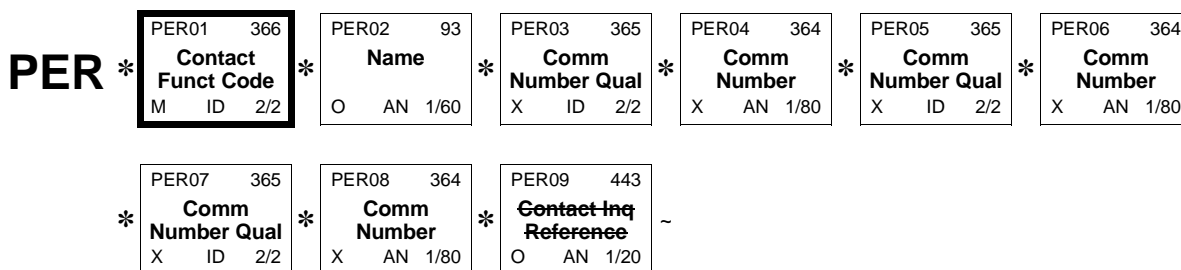 PER01 366 PER02 93 PER03 365 PER04 364 PER05 365 PER06 364
PER * Contact * Name * Comm * Comm * Comm * Comm
Funct Code Number Qual Number Number Qual Number
M ID 2/2 O AN 1/60 X ID 2/2 X AN 1/80 X ID 2/2 X AN 1/80
PER07 365 PER08 364 PER09 443
* Comm * Comm * Contact Inq ~
Number Qual Number Reference
X ID 2/2 X AN 1/80 O AN 1/20